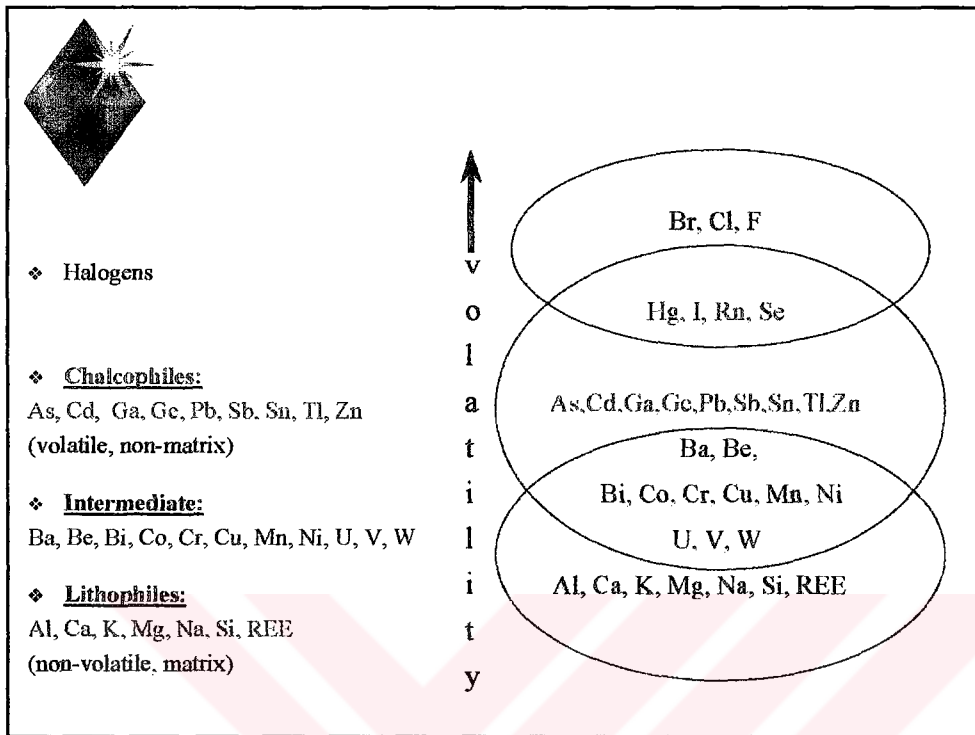 ❖ Halogens
❖ Chalcophiles:
As, Cd, Ga, Ge, Pb, Sb, Sn, Tl, Zn
(volatile, non-matrix)
❖ Intermediate:
Ba, Be, Bi, Co, Cr, Cu, Mn, Ni, U, V, W
❖ Lithophiles:
Al, Ca, K, Mg, Na, Si, REE
(non-volatile, matrix)
volatility
Br, Cl, F
Hg, I, Rn, Se
As,Cd,Ga,Ge,Pb,Sb,Sn,Tl,Zn
Ba, Be,
Bi, Co, Cr, Cu, Mn, Ni
U, V, W
Al, Ca, K, Mg, Na, Si, REE